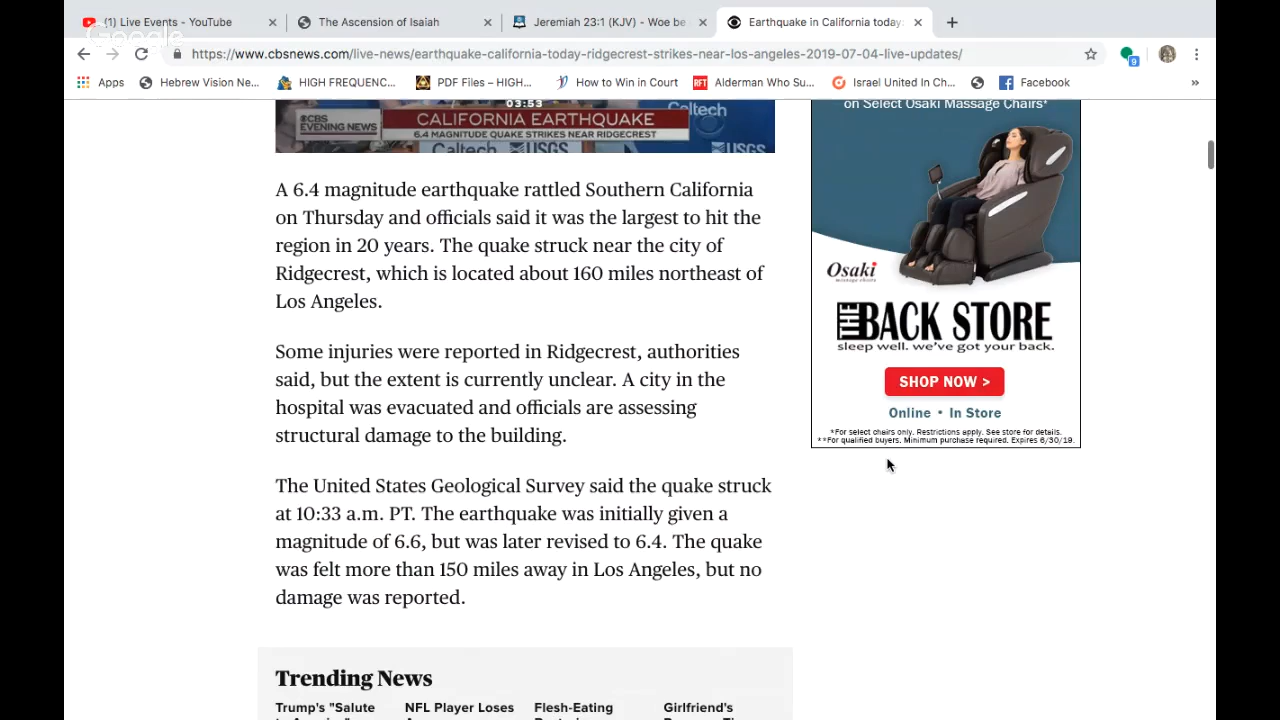 (1) Live Events - YouTube
The Ascension of Isaiah
Jeremiah 23:1 (KJV) - Woe be
Earthquake in California today:
Google
https://www.cbsnews.com/live-news/earthquake-california-today-ridgecrest-strikes-near-los-angeles-2019-07-04-live-updates/
9
Apps
Hebrew Vision Ne...
HIGH FREQUENC...
PDF Files – HIGH...
How to Win in Court
RFT
Alderman Who Su...
Israel United In Ch...
Facebook
»
03:53
Caltech
CBS
EVENING NEWS
CALIFORNIA EARTHQUAKE
6.4 MAGNITUDE QUAKE STRIKES NEAR RIDGECREST
Caltech
USGS
USGS
A 6.4 magnitude earthquake rattled Southern California
on Thursday and officials said it was the largest to hit the
region in 20 years. The quake struck near the city of
Ridgecrest, which is located about 160 miles northeast of
Los Angeles.
Some injuries were reported in Ridgecrest, authorities
said, but the extent is currently unclear. A city in the
hospital was evacuated and officials are assessing
structural damage to the building.
The United States Geological Survey said the quake struck
at 10:33 a.m. PT. The earthquake was initially given a
magnitude of 6.6, but was later revised to 6.4. The quake
was felt more than 150 miles away in Los Angeles, but no
damage was reported.
Trending News
Trump's "Salute
NFL Player Loses
Flesh-Eating
Girlfriend's
on Select Osaki Massage Chairs*
Osaki
massage chairs
THE BACK STORE
sleep well. we've got your back.
SHOP NOW >
Online • In Store
*For select chairs only. Restrictions apply. See store for details.
**For qualified buyers. Minimum purchase required. Expires 6/30/19.